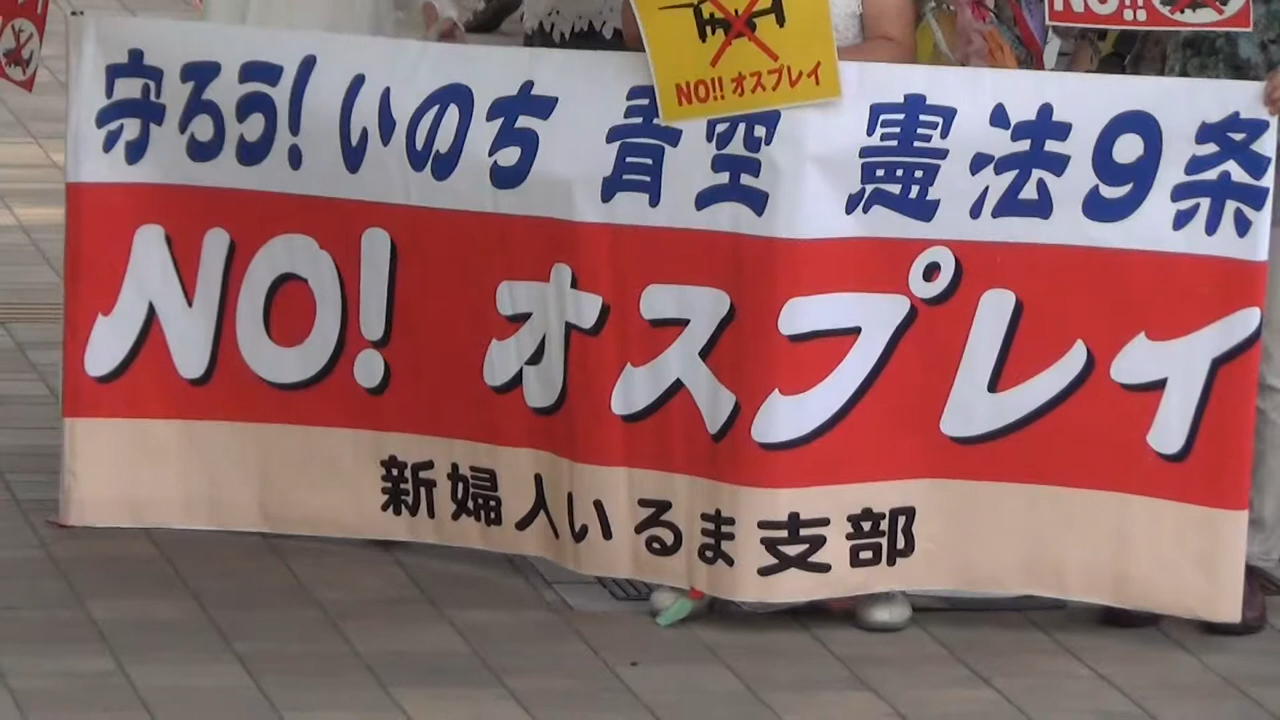 NO!! オスプレイ
NO!!
守ろう! いのち 青空 憲法9条
NO! オスプレイ
新婦人いるま支部